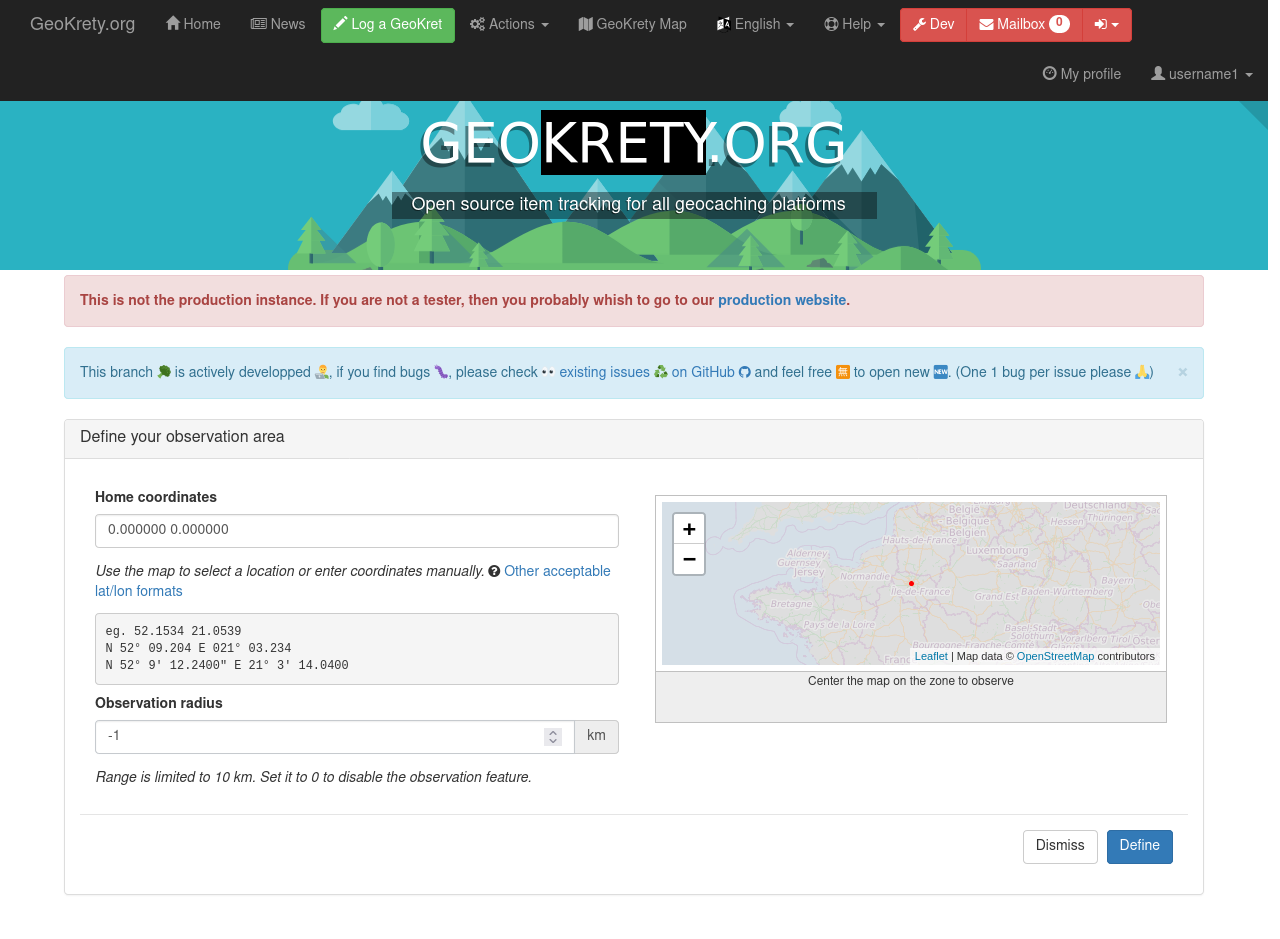 GeoKrety.org Home News Log a GeoKret Actions GeoKrety Map English Help Dev Mailbox 0
My profile username1
GEOKRETY.ORG
Open source item tracking for all geocaching platforms
This is not the production instance. If you are not a tester, then you probably whish to go to our production website.
This branch 🥦 is actively developped 👨‍💻, if you find bugs 🐛, please check 👀 existing issues ♻ on GitHub and feel free 🈚 to open new 🆕. (One 1 bug per issue please 🙏) ×
Define your observation area
Home coordinates
0.000000 0.000000
Use the map to select a location or enter coordinates manually. Other acceptable
lat/lon formats
eg. 52.1534 21.0539
N 52° 09.204 E 021° 03.234
N 52° 9' 12.2400" E 21° 3' 14.0400
Observation radius
-1 km
Range is limited to 10 km. Set it to 0 to disable the observation feature.
+
−
België
Belgique
Belgien
Deutschland
Hessen
Thüringen
Hauts-de-France
Luxembourg
Alderney
Guernsey
Jersey
Saarland
Normandie
Île-de-France
Bayern
Grand Est
Baden-Württemberg
Bretagne
Pays de la Loire
Basel-Stadt
Solothurn
Vorarlberg
Tirol
Bourgogne-Franche-Comté
Leaflet | Map data © OpenStreetMap contributors
Center the map on the zone to observe
Dismiss Define